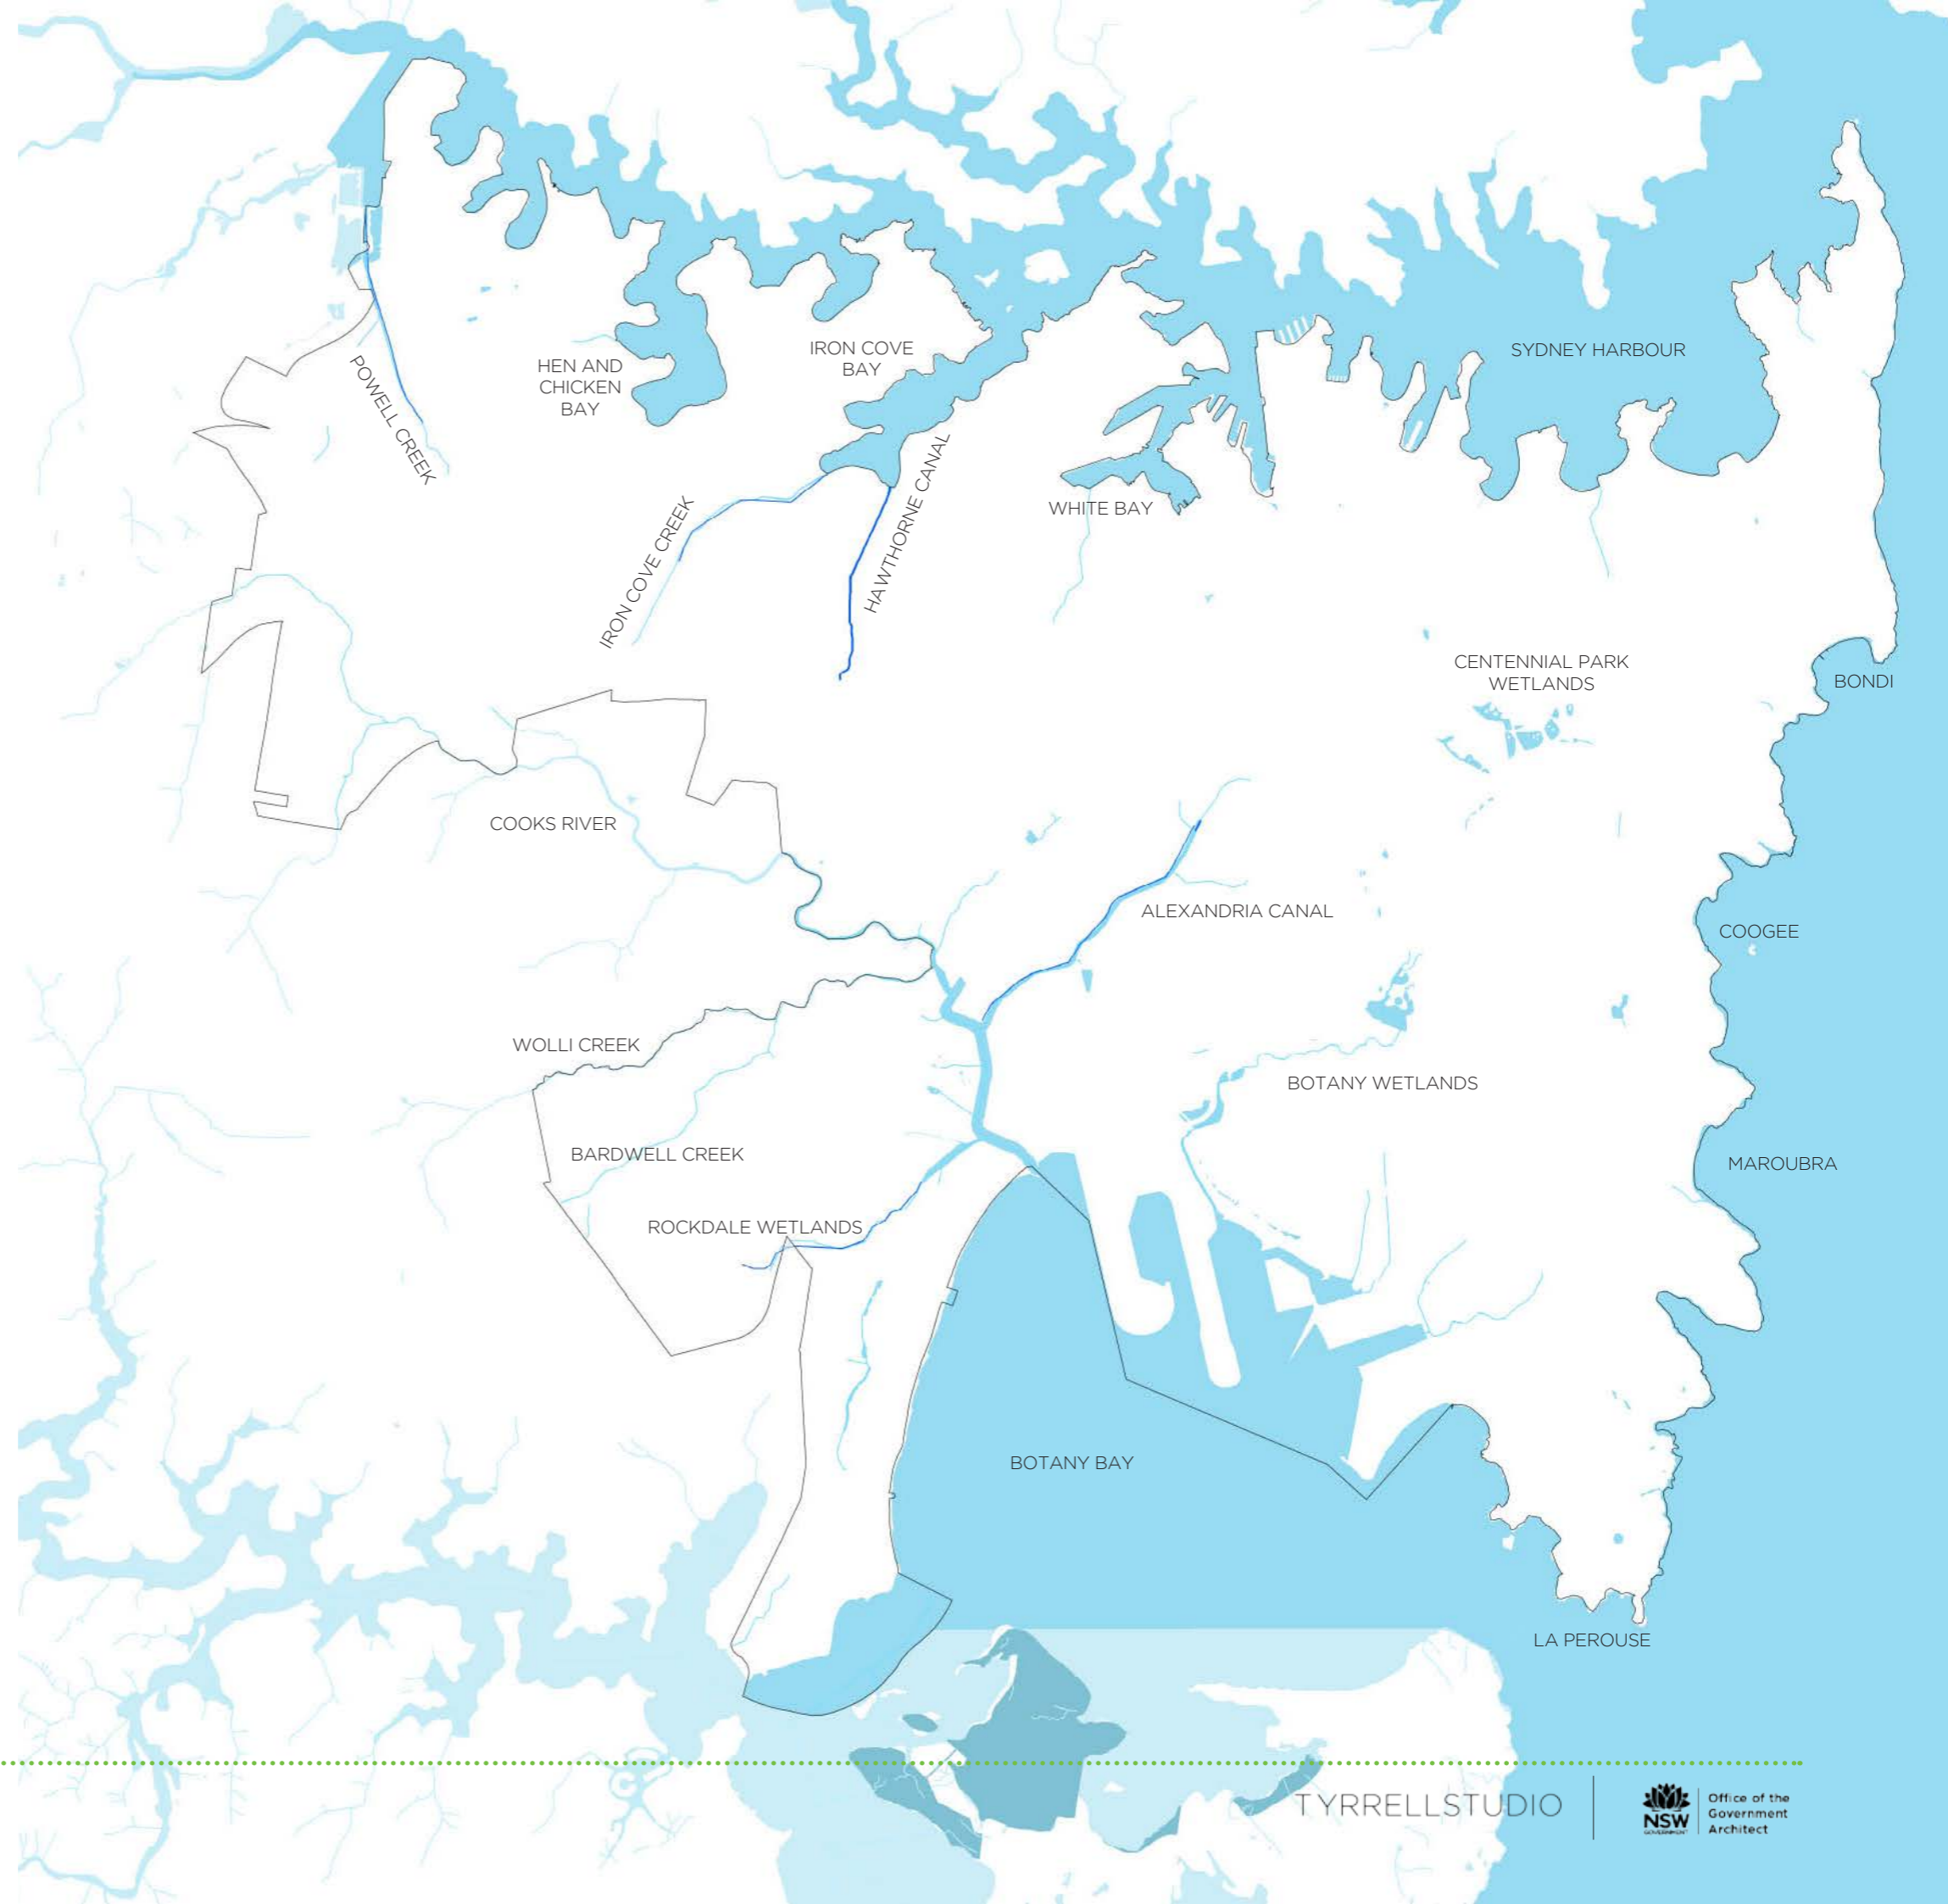 SYDNEY HARBOUR
IRON COVE
BAY
HEN AND
CHICKEN
BAY
POWELL CREEK
HAWTHORNE CANAL
IRON COVE CREEK
WHITE BAY
CENTENNIAL PARK
WETLANDS
BONDI
COOKS RIVER
ALEXANDRIA CANAL
COOGEE
WOLLI CREEK
BOTANY WETLANDS
BARDWELL CREEK
MAROUBRA
ROCKDALE WETLANDS
BOTANY BAY
LA PEROUSE
TYRRELLSTUDIO
NSW
GOVERNMENT
Office of the
Government
Architect